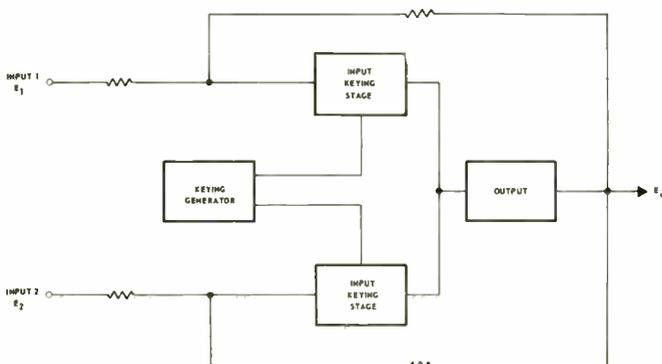 INPUT 1
E1
INPUT
KEYING
STAGE
KEYING
GENERATOR
OUTPUT
INPUT 2
E2
INPUT
KEYING
STAGE